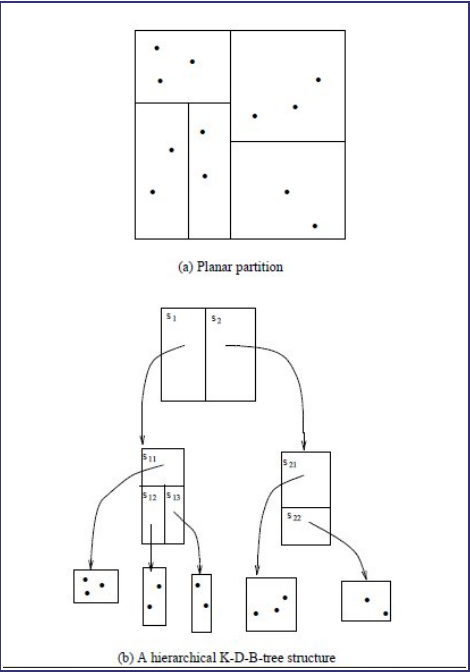 (a) Planar partition
s1 s2
s11
s12 s13
s21
s22
(b) A hierarchical K-D-B-tree structure